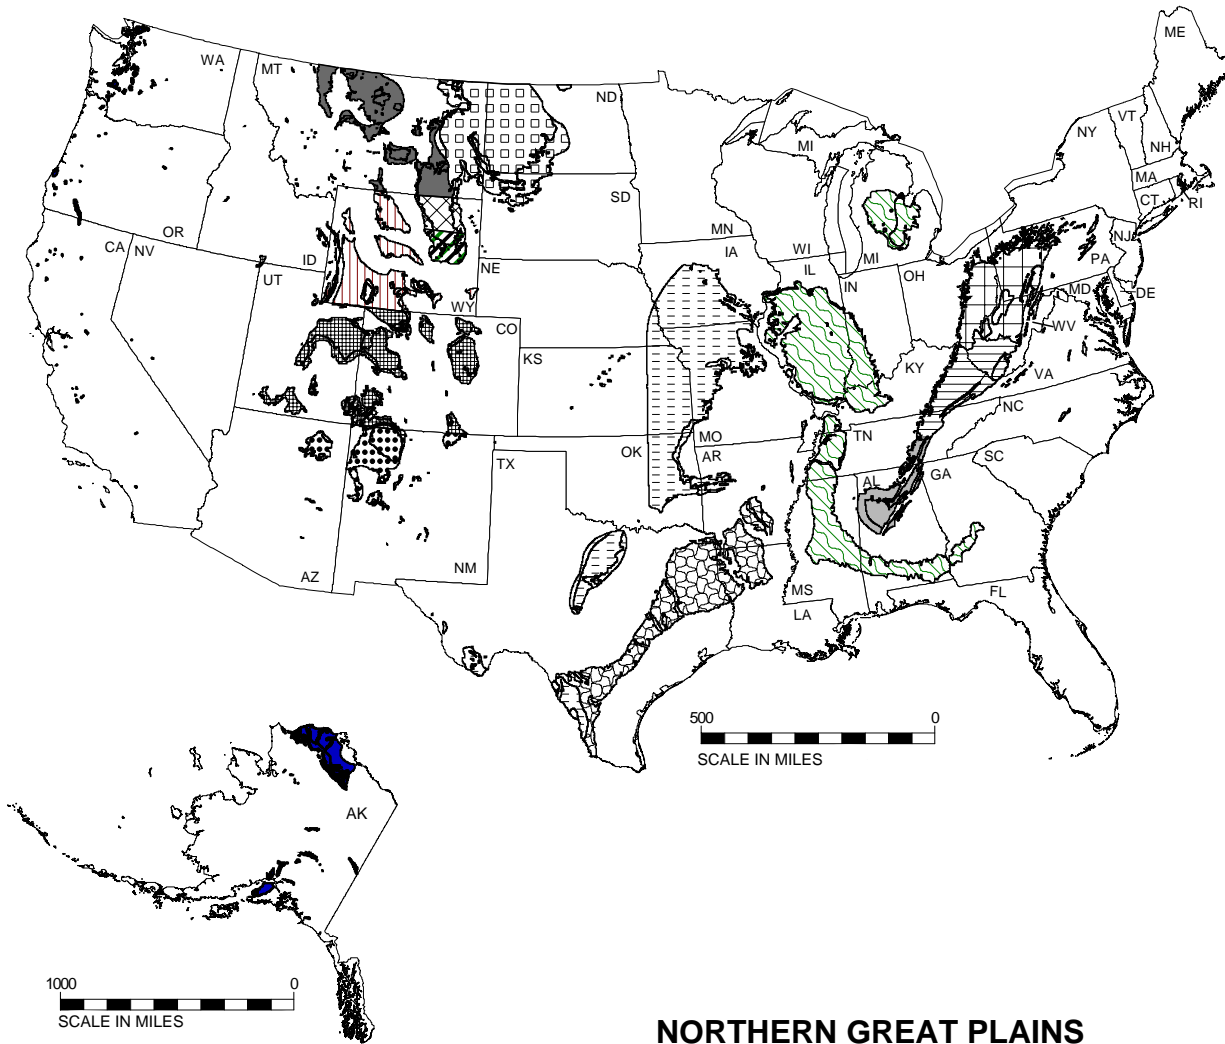 ME
WA
MT
ND
MI
NY
VT
NH
MA
CT
RI
SD
MN
IA
WI
MI
IL
IN
OH
PA
NJ
OR
CA
NV
ID
UT
WY
NE
MD
DE
WV
CO
KS
KY
VA
NC
MO
AR
OK
TN
TX
AL
GA
SC
NM
AZ
MS
LA
FL
500 0
SCALE IN MILES
AK
1000 0
SCALE IN MILES
NORTHERN GREAT PLAINS